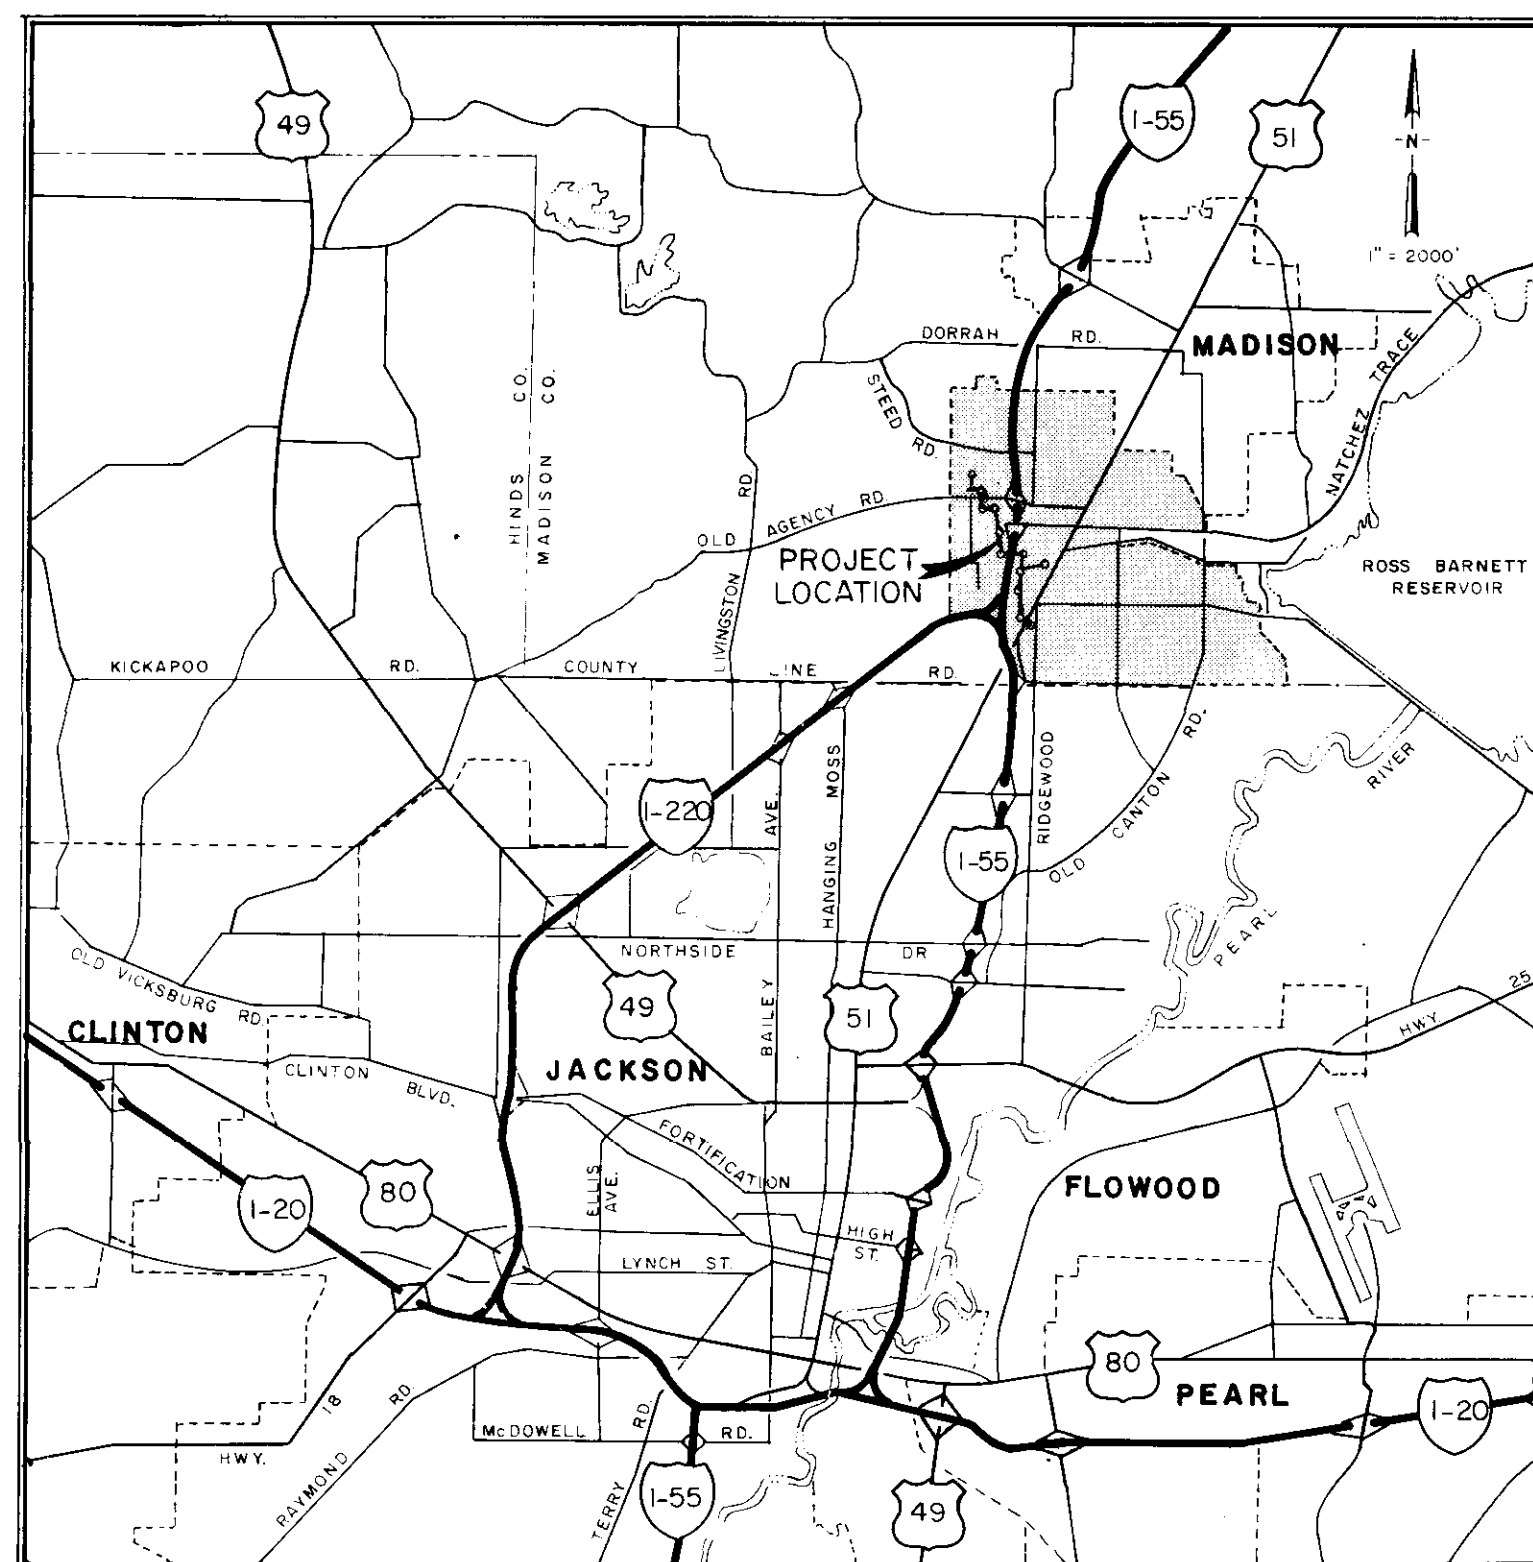 49
I-55
51
-N-
1" = 2000'
DORRAH RD.
MADISON
STEED RD.
NATCHEZ TRACE
HINDS CO.
MADISON CO.
OLD AGENCY RD.
PROJECT
LOCATION
ROSS BARNETT
RESERVOIR
LIVINGSTON RD.
KICKAPOO RD.
COUNTY LINE RD.
I-220
HANGING MOSS
RIDGEWOOD
OLD CANTON RD.
PEARL RIVER
I-55
NORTHSIDE DR
BAILEY AVE.
OLD VICKSBURG RD.
CLINTON
49
51
HWY. 25
JACKSON
CLINTON BLVD.
FORTIFICATION
FLOWOOD
80
I-20
ELLIS
AVE.
HIGH
ST.
LYNCH ST.
80
PEARL
I-20
HWY. 18
RAYMOND RD.
McDOWELL RD.
TERRY RD.
I-55
49